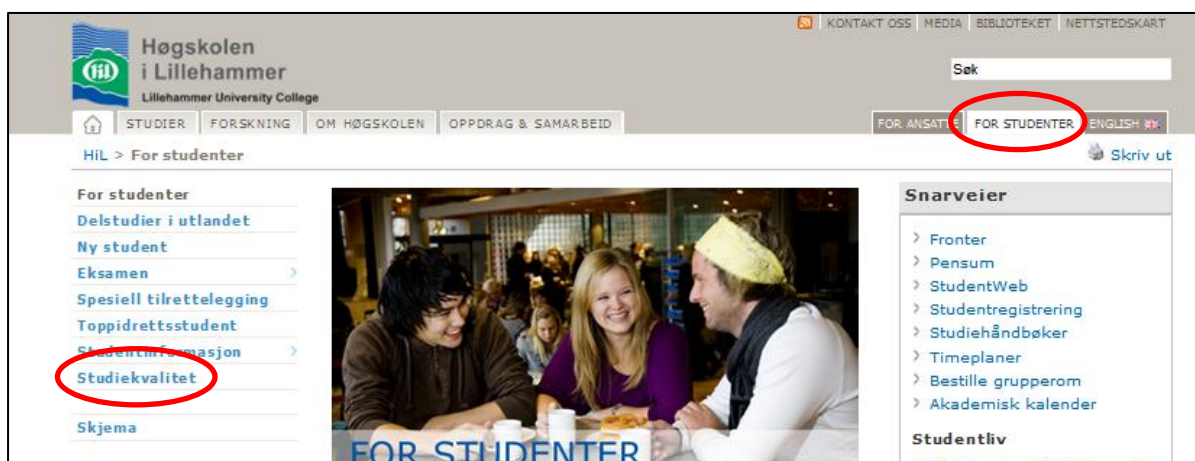 KONTAKT OSS MEDIA BIBLIOTEKET NETTSTEDSKART
Høgskolen
i Lillehammer
Lillehammer University College
hil
Søk
STUDIER FORSKNING OM HØGSKOLEN OPPDRAG & SAMARBEID FOR ANSATTE FOR STUDENTER ENGLISH
HiL > For studenter
Skriv ut
For studenter
Delstudier i utlandet
Ny student
Eksamen >
Spesiell tilrettelegging
Toppidrettsstudent
Studentinformasjon >
Studiekvalitet
Skjema
FOR STUDENTER
Snarveier
> Fronter
> Pensum
> StudentWeb
> Studentregistrering
> Studiehåndbøker
> Timeplaner
> Bestille grupperom
> Akademisk kalender
Studentliv